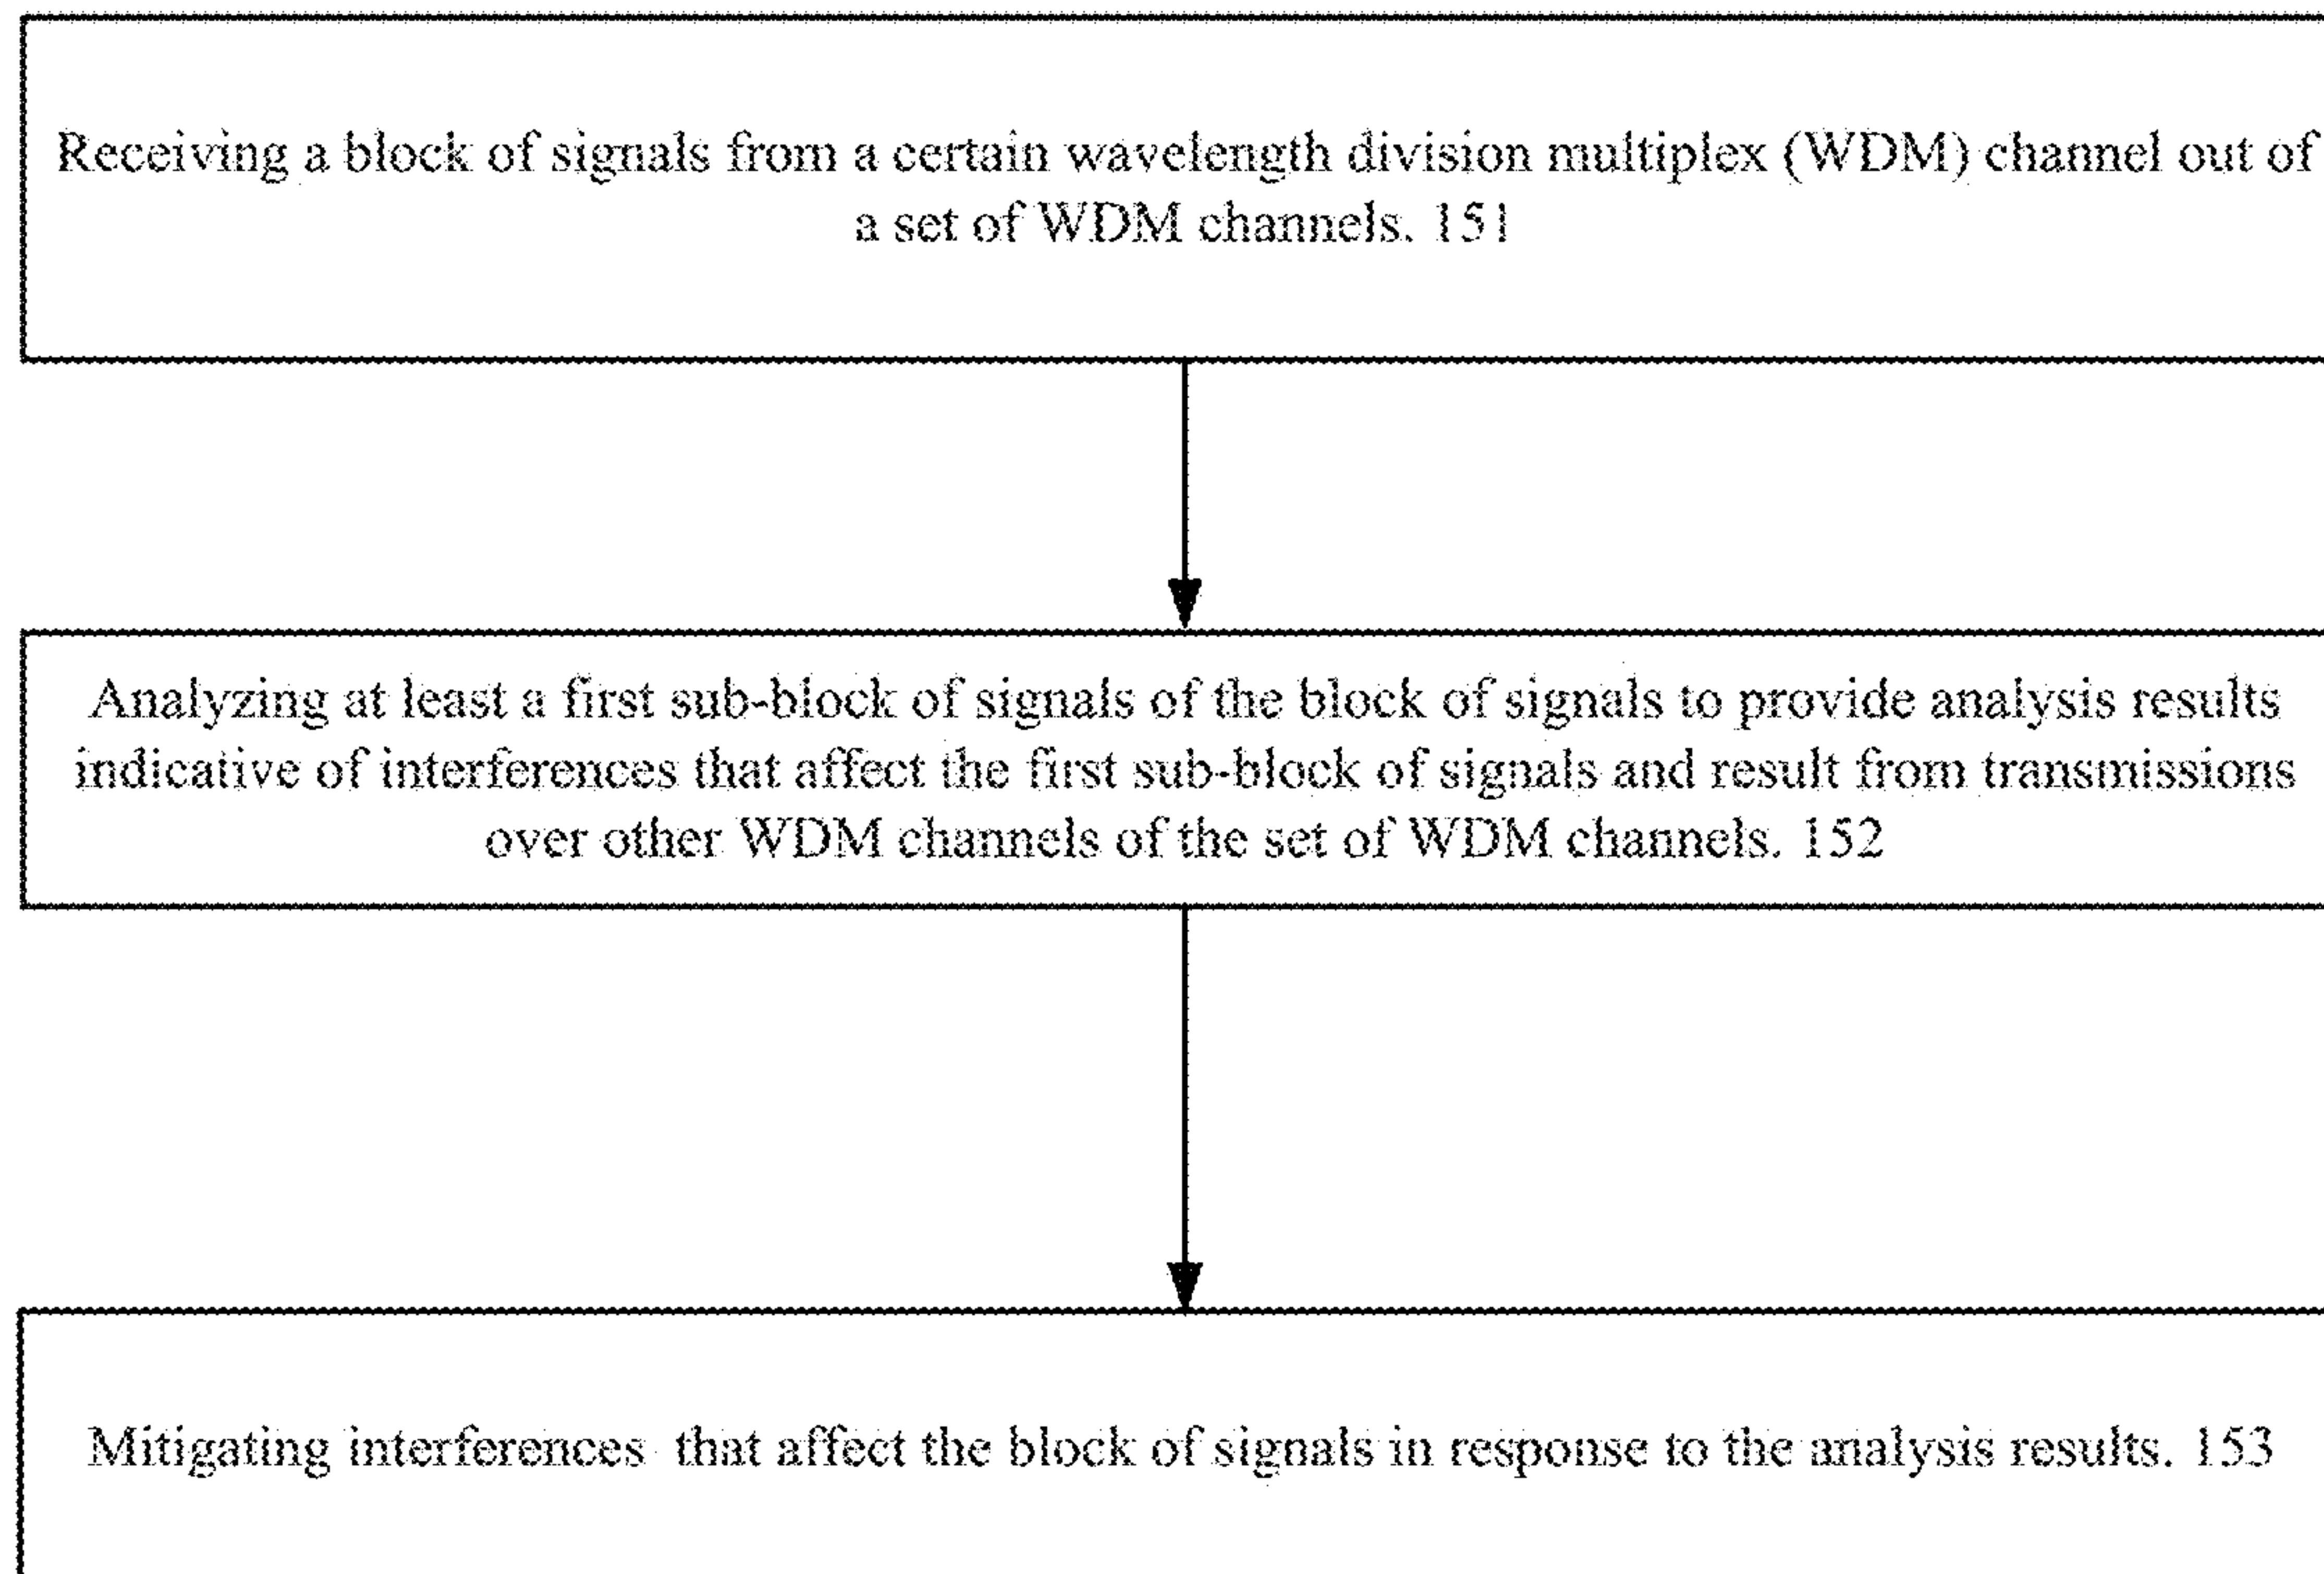 Receiving a block of signals from a certain wavelength division multiplex (WDM) channel out of
a set of WDM channels. 151
Analyzing at least a first sub-block of signals of the block of signals to provide analysis results
indicative of interferences that affect the first sub-block of signals and result from transmissions
over other WDM channels of the set of WDM channels. 152
Mitigating interferences that affect the block of signals in response to the analysis results. 153